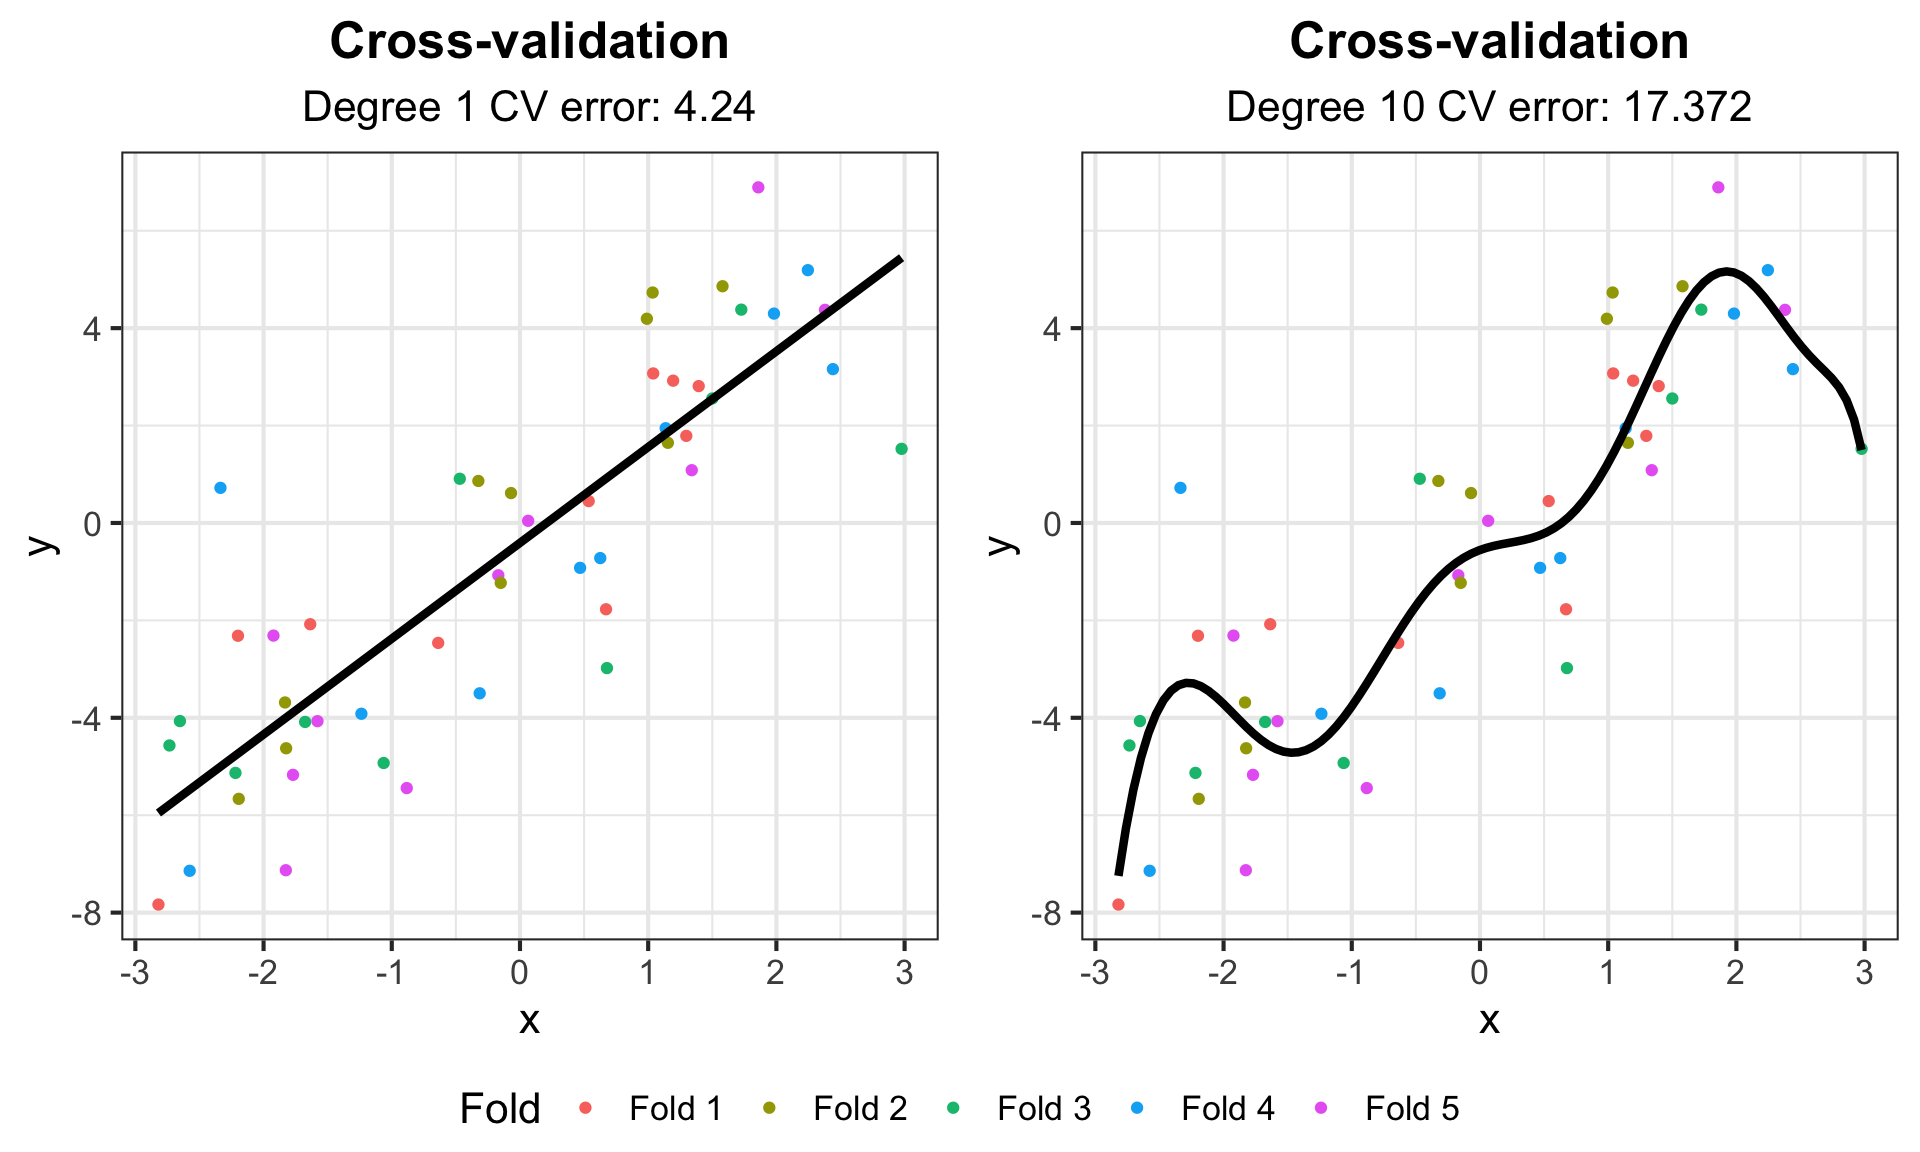 Cross-validation
Degree 1 CV error: 4.24
y
4
0
-4
-8
-3 -2 -1 0 1 2 3
x
Cross-validation
Degree 10 CV error: 17.372
y
4
0
-4
-8
-3 -2 -1 0 1 2 3
x
Fold Fold 1 Fold 2 Fold 3 Fold 4 Fold 5